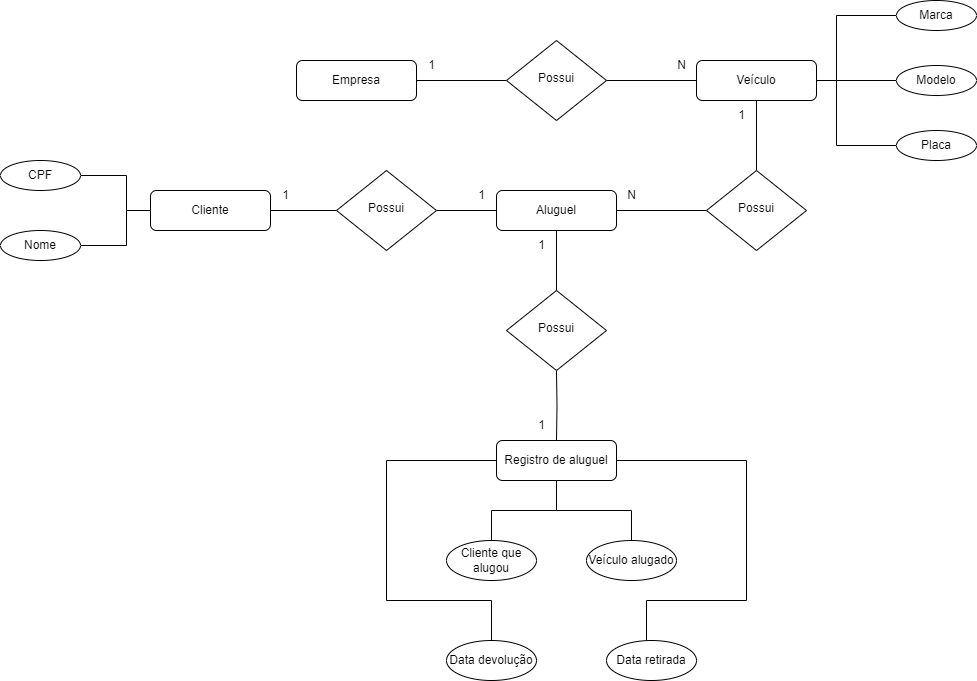 Marca
Empresa
1
Possui
N
Veículo
Modelo
1
Placa
CPF
Cliente
1
Possui
1
Aluguel
N
Possui
Nome
1
Possui
1
Registro de aluguel
Cliente que
alugou
Veículo alugado
Data devolução
Data retirada